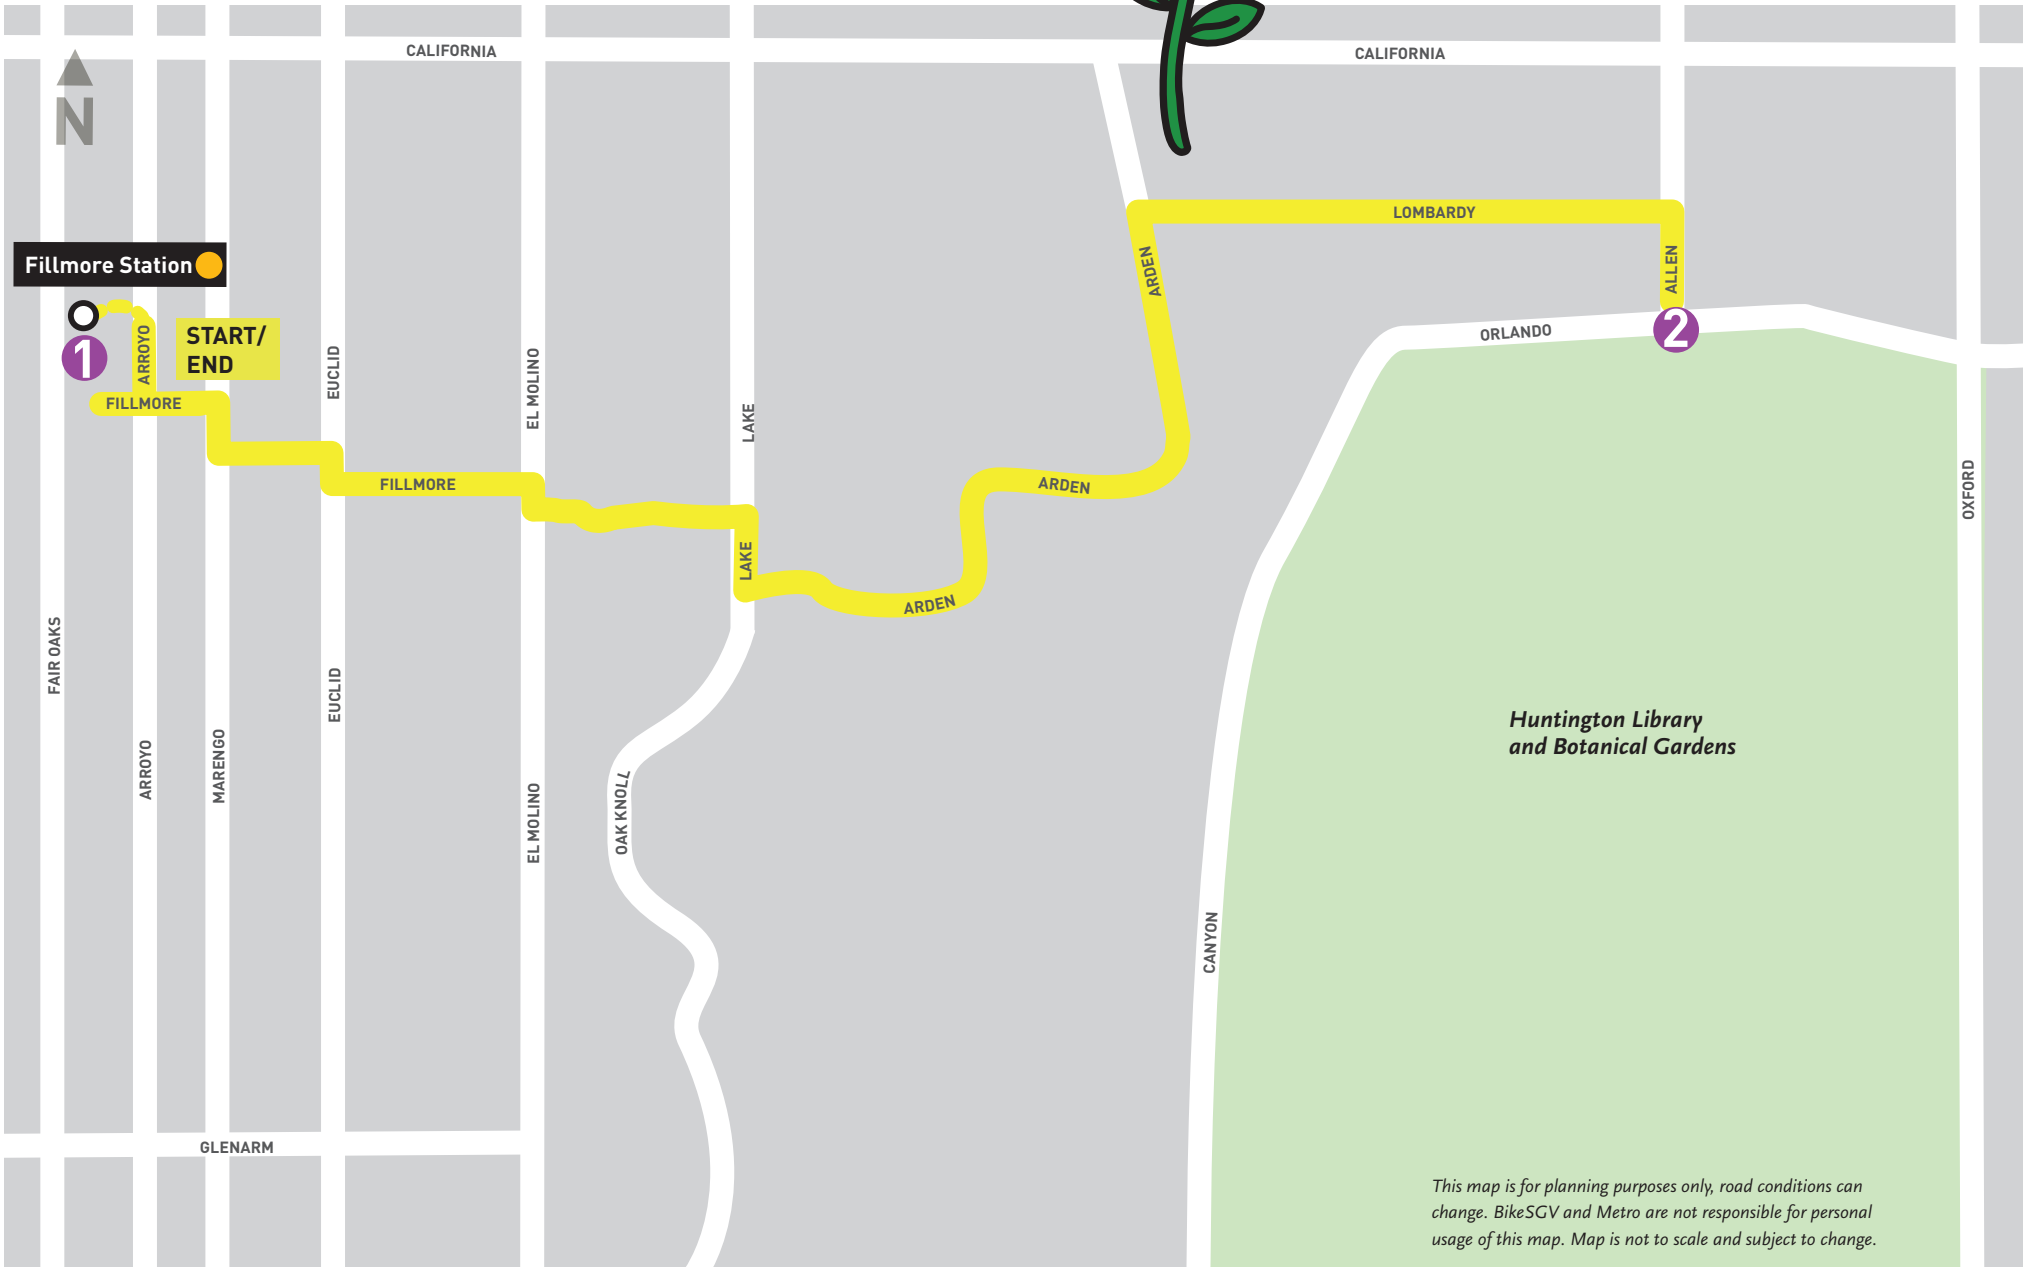 CALIFORNIA
CALIFORNIA
N
LOMBARDY
ARDEN
ALLEN
Fillmore Station
1
ARROYO
START/
END
ORLANDO
2
EUCLID
EL MOLINO
LAKE
FILLMORE
FILLMORE
ARDEN
OXFORD
LAKE
ARDEN
FAIR OAKS
EUCLID
Huntington Library
and Botanical Gardens
ARROYO
MARENGO
EL MOLINO
OAK KNOLL
CANYON
GLENARM
This map is for planning purposes only, road conditions can
change. BikeSGV and Metro are not responsible for personal
usage of this map. Map is not to scale and subject to change.